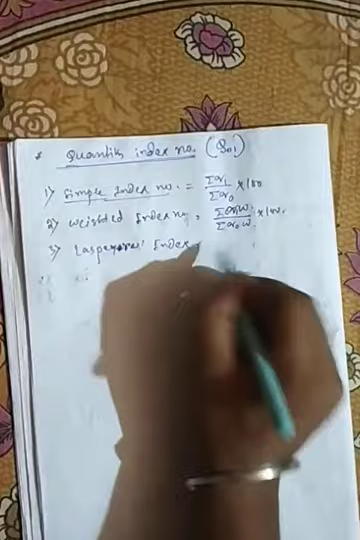 * Quantity index no. (Q01)
1) Simple Index no. = Σq1/Σq0 × 100
2) Weighted Index no. = Σq1w/Σq0w × 100.
3) Laspeyres' Index